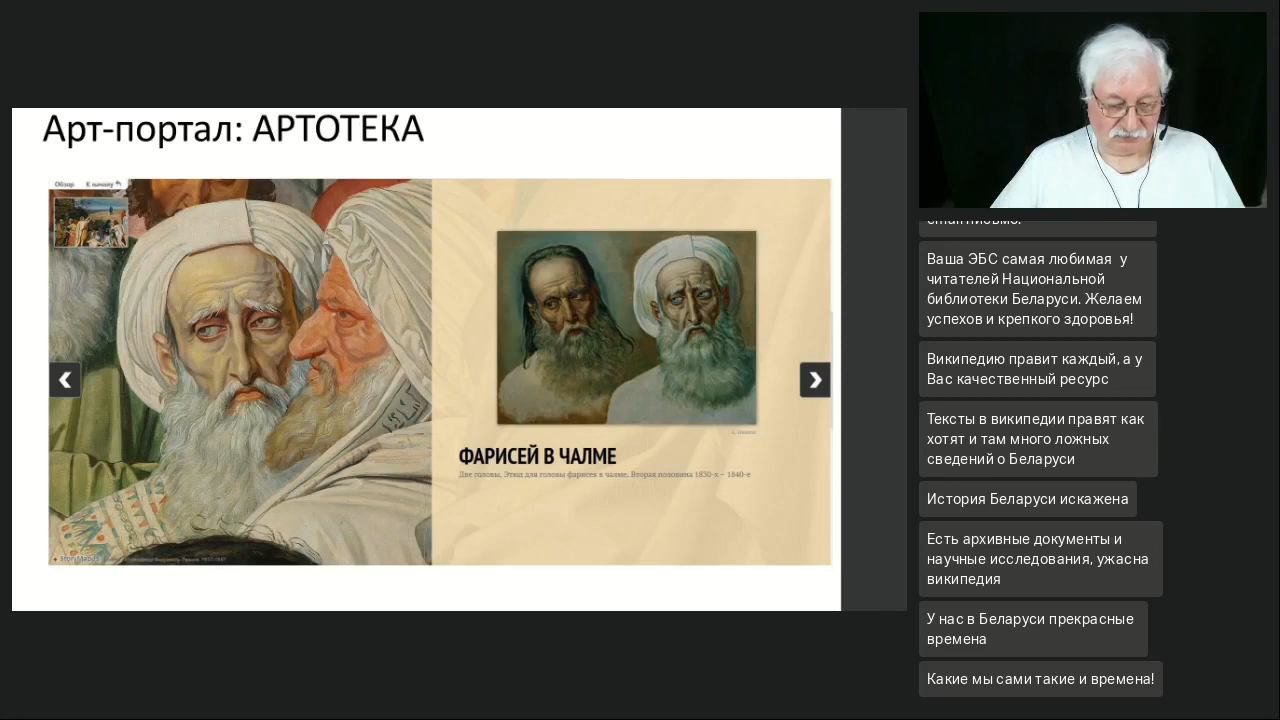 Арт-портал: АРТОТЕКА
Обзор
К началу
ФАРИСЕЙ В ЧАЛМЕ
Две головы. Этюд для головы фарисея в чалме. Вторая половина 1830-х – 1840-е
StoryMapJS
Ваша ЭБС самая любимая у
читателей Национальной
библиотеки Беларуси. Желаем
успехов и крепкого здоровья!
Википедию правит каждый, а у
Вас качественный ресурс
Тексты в википедии правят как
хотят и там много ложных
сведений о Беларуси
История Беларуси искажена
Есть архивные документы и
научные исследования, ужасна
википедия
У нас в Беларуси прекрасные
времена
Какие мы сами такие и времена!